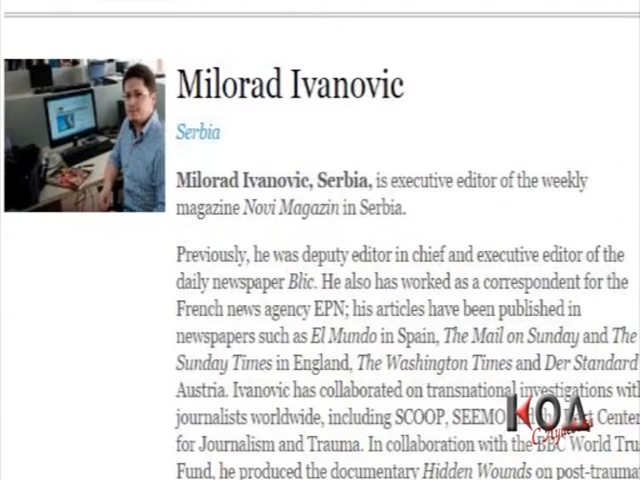 Milorad Ivanovic
Serbia
Milorad Ivanovic, Serbia, is executive editor of the weekly
magazine Novi Magazin in Serbia.
Previously, he was deputy editor in chief and executive editor of the
daily newspaper Blic. He also has worked as a correspondent for the
French news agency EPN; his articles have been published in
newspapers such as El Mundo in Spain, The Mail on Sunday and The
Sunday Times in England, The Washington Times and Der Standard
Austria. Ivanovic has collaborated on transnational investigations with
journalists worldwide, including SCOOP, SEEMO Center
for Journalism and Trauma. In collaboration with the BBC World Tru
Fund, he produced the documentary Hidden Wounds on post-trauma
КОД